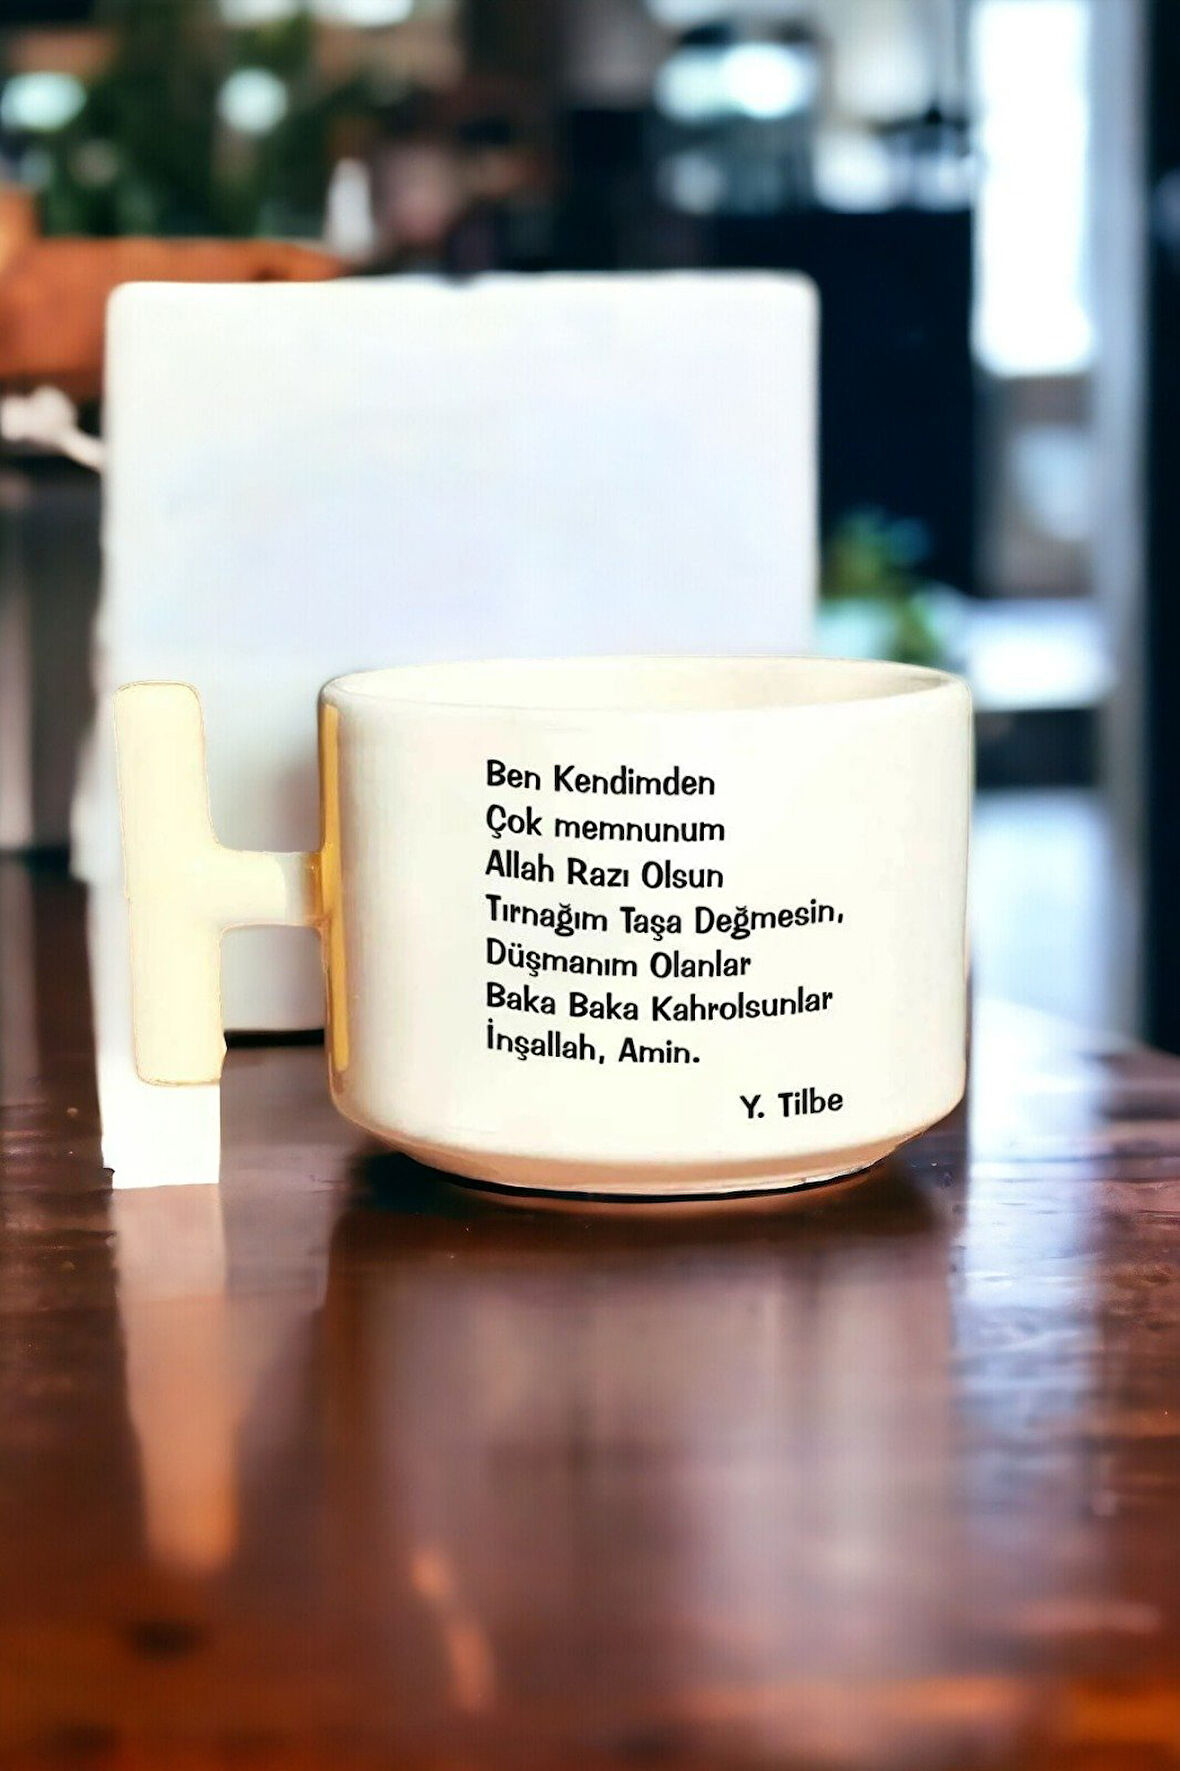 Ben Kendimden
Çok memnunum
Allah Razı Olsun
Tırnağım Taşa Değmesin,
Düşmanım Olanlar
Baka Baka Kahrolsunlar
İnşallah, Amin.
Y. Tilbe